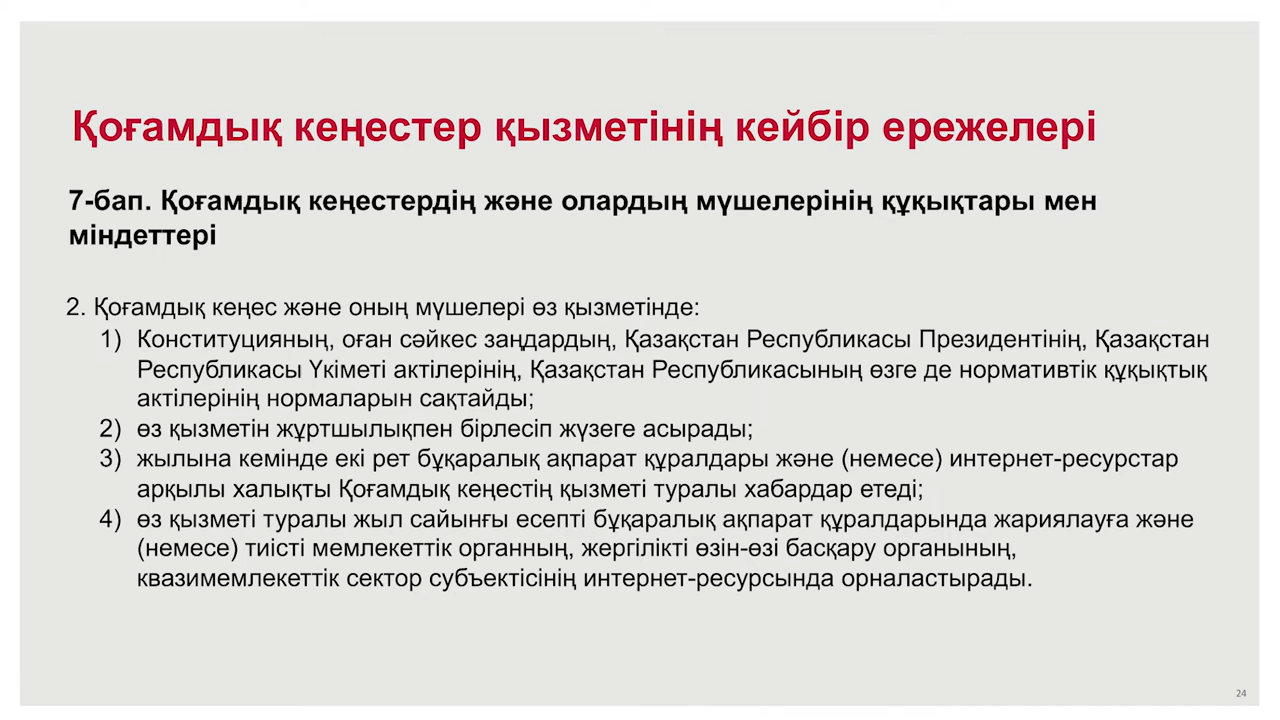 Қоғамдық кеңестер қызметінің кейбір ережелері
7-бап. Қоғамдық кеңестердің және олардың мүшелерінің құқықтары мен
міндеттері
2. Қоғамдық кеңес және оның мүшелері өз қызметінде:
1) Конституцияның, оған сәйкес заңдардың, Қазақстан Республикасы Президентінің, Қазақстан
Республикасы Үкіметі актілерінің, Қазақстан Республикасының өзге де нормативтік құқықтық
актілерінің нормаларын сақтайды;
2) өз қызметін жұртшылықпен бірлесіп жүзеге асырады;
3) жылына кемінде екі рет бұқаралық ақпарат құралдары және (немесе) интернет-ресурстар
арқылы халықты Қоғамдық кеңестің қызметі туралы хабардар етеді;
4) өз қызметі туралы жыл сайынғы есепті бұқаралық ақпарат құралдарында жариялауға және
(немесе) тиісті мемлекеттік органның, жергілікті өзін-өзі басқару органының,
квазимемлекеттік сектор субъектісінің интернет-ресурсында орналастырады.
24